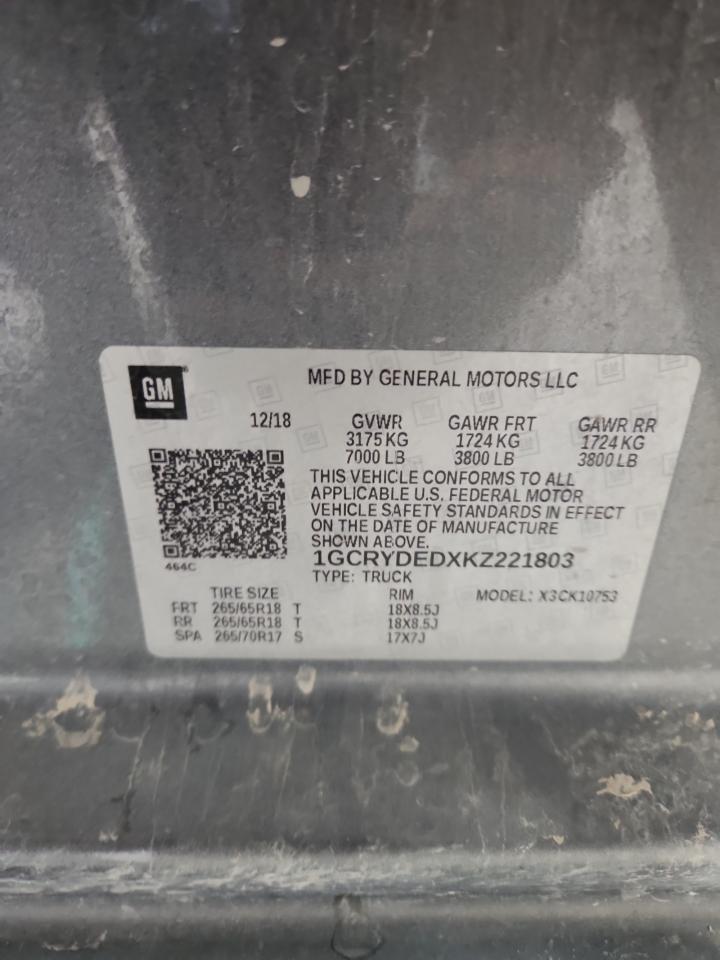 GM
MFD BY GENERAL MOTORS LLC
12/18 GVWR GAWR FRT GAWR RR
3175 KG 1724 KG 1724 KG
7000 LB 3800 LB 3800 LB
THIS VEHICLE CONFORMS TO ALL
APPLICABLE U.S. FEDERAL MOTOR
VEHICLE SAFETY STANDARDS IN EFFECT
ON THE DATE OF MANUFACTURE
SHOWN ABOVE.
464C
1GCRYDEDXKZ221803
TYPE: TRUCK
TIRE SIZE RIM MODEL: X3CK10753
FRT 265/65R18 T 18X8.5J
RR 265/65R18 T 18X8.5J
SPA 265/70R17 S 17X7J